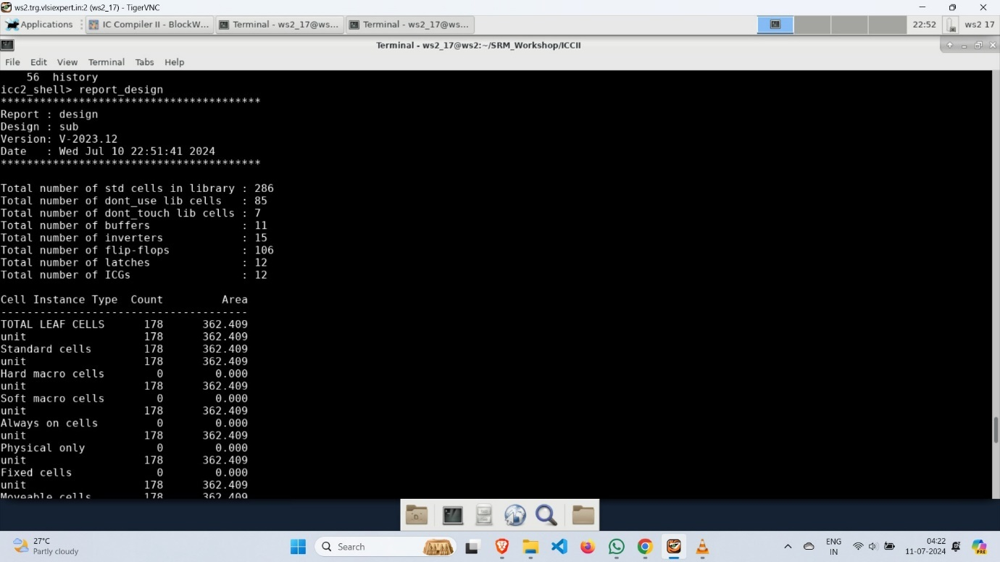 ws2.trg.vlsiexpert.in:2 (ws2_17) - TigerVNC
Applications
IC Compiler II - BlockW...
Terminal - ws2_17@ws...
Terminal - ws2_17@ws...
22:52
ws2 17
Terminal - ws2_17@ws2:~/SRM_Workshop/ICCII
File Edit View Terminal Tabs Help
56 history
icc2_shell> report_design
****************************************
Report : design
Design : sub
Version: V-2023.12
Date : Wed Jul 10 22:51:41 2024
****************************************
Total number of std cells in library : 286
Total number of dont_use lib cells : 85
Total number of dont_touch lib cells : 7
Total number of buffers : 11
Total number of inverters : 15
Total number of flip-flops : 106
Total number of latches : 12
Total number of ICGs : 12
Cell Instance Type Count Area
--------------------------------------
TOTAL LEAF CELLS 178 362.409
unit 178 362.409
Standard cells 178 362.409
unit 178 362.409
Hard macro cells 0 0.000
unit 178 362.409
Soft macro cells 0 0.000
unit 178 362.409
Always on cells 0 0.000
unit 178 362.409
Physical only 0 0.000
unit 178 362.409
Fixed cells 0 0.000
unit 178 362.409
Moveable cells 178 362.409
27°C
Partly cloudy
Search
ENG
IN
04:22
11-07-2024
PRE